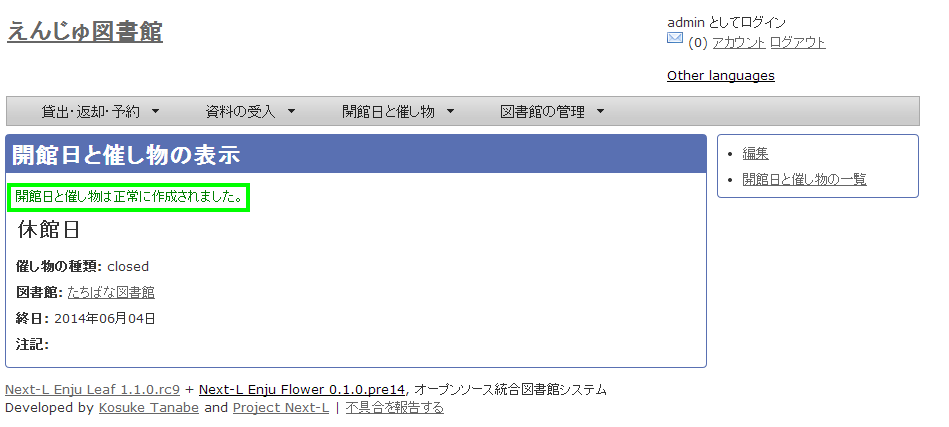 えんじゅ図書館
admin としてログイン
(0) アカウント ログアウト
Other languages
貸出・返却・予約 資料の受入 開館日と催し物 図書館の管理
開館日と催し物の表示
開館日と催し物は正常に作成されました。
休館日
催し物の種類: closed
図書館: たちばな図書館
終日: 2014年06月04日
注記:
編集
開館日と催し物の一覧
Next-L Enju Leaf 1.1.0.rc9 + Next-L Enju Flower 0.1.0.pre14, オープンソース統合図書館システム
Developed by Kosuke Tanabe and Project Next-L | 不具合を報告する